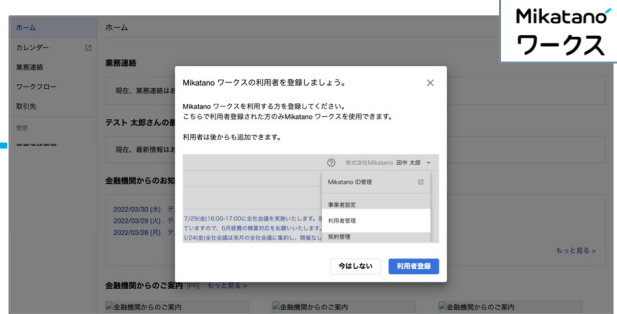 Mikatano
ワークス
ホーム
ホーム
カレンダー
業務連絡
ワークフロー
取引先
管理
業務連絡
現在、業務連絡はお
テスト 太郎さんの最
現在、最新情報はお
金融機関からのお知
2022/03/30 (水) テ
2022/03/29 (火) テ
2022/03/28 (月) テ
もっと見る >
金融機関からのご案内 [PR] もっと見る >
金融機関からのご案内
金融機関からのご案内
金融機関からのご案内
Mikatano ワークスの利用者を登録しましょう。
Mikatano ワークスを利用する方を登録してください。
こちらで利用者登録された方のみMikatano ワークスを使用できます。
利用者は後からも追加できます。
株式会社Mikatano 田中 太郎
Mikatano ID管理
事業者設定
利用者管理
契約管理
7/29(金)16:00-17:00に全社会議を実施いたします。
ていますので、6月経費の精算対応をお願いいたします。
5/24(金)全社会議は来月の全社会議に集約し、開催なし
今はしない
利用者登録